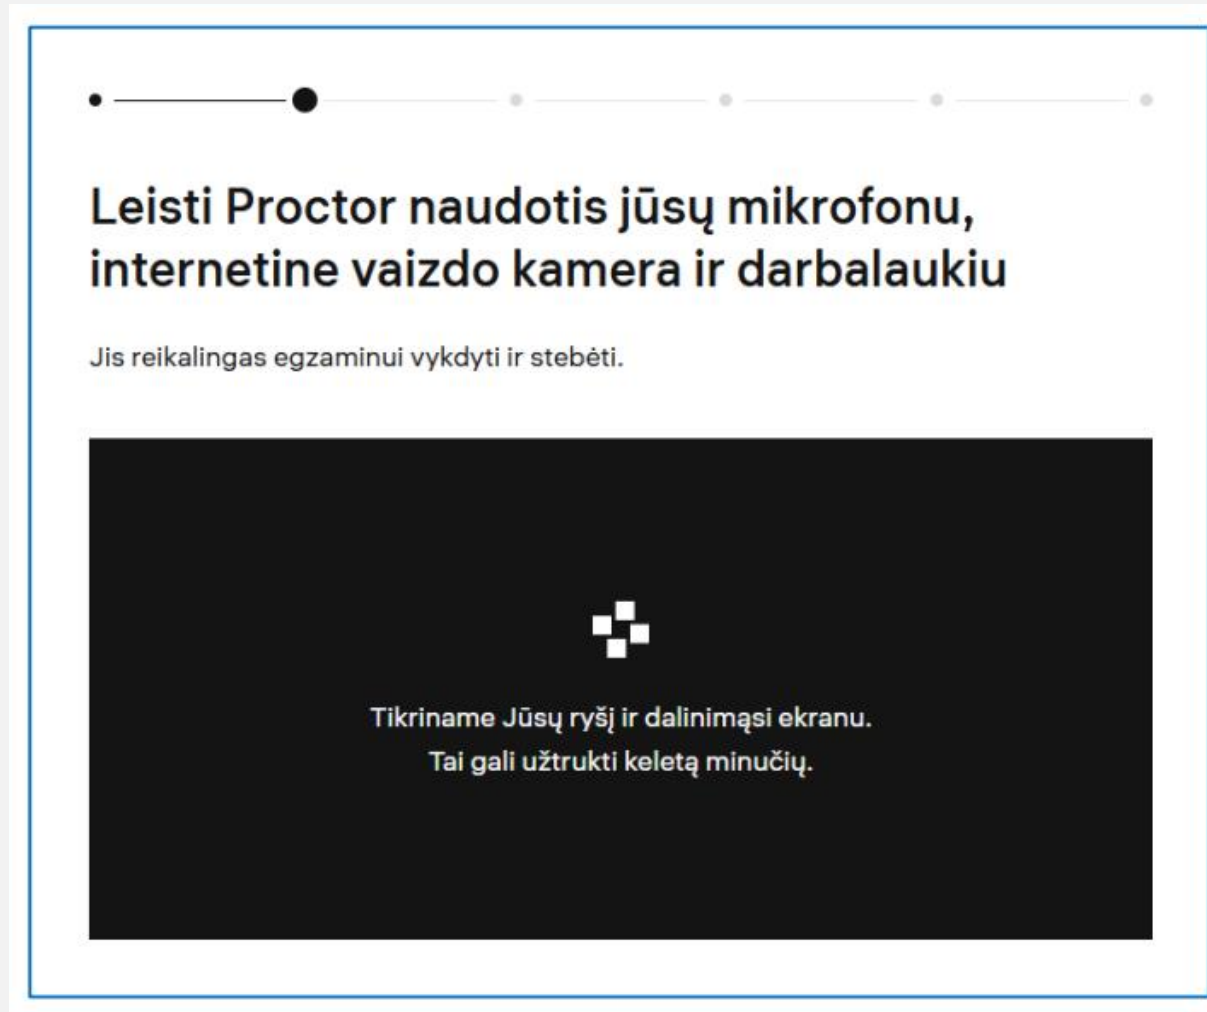 Leisti Proctor naudotis jūsų mikrofonu,
internetine vaizdo kamera ir darbalaukiu
Jis reikalingas egzaminui vykdyti ir stebėti.
Tikriname Jūsų ryšį ir dalinimąsi ekranu.
Tai gali užtrukti keletą minučių.